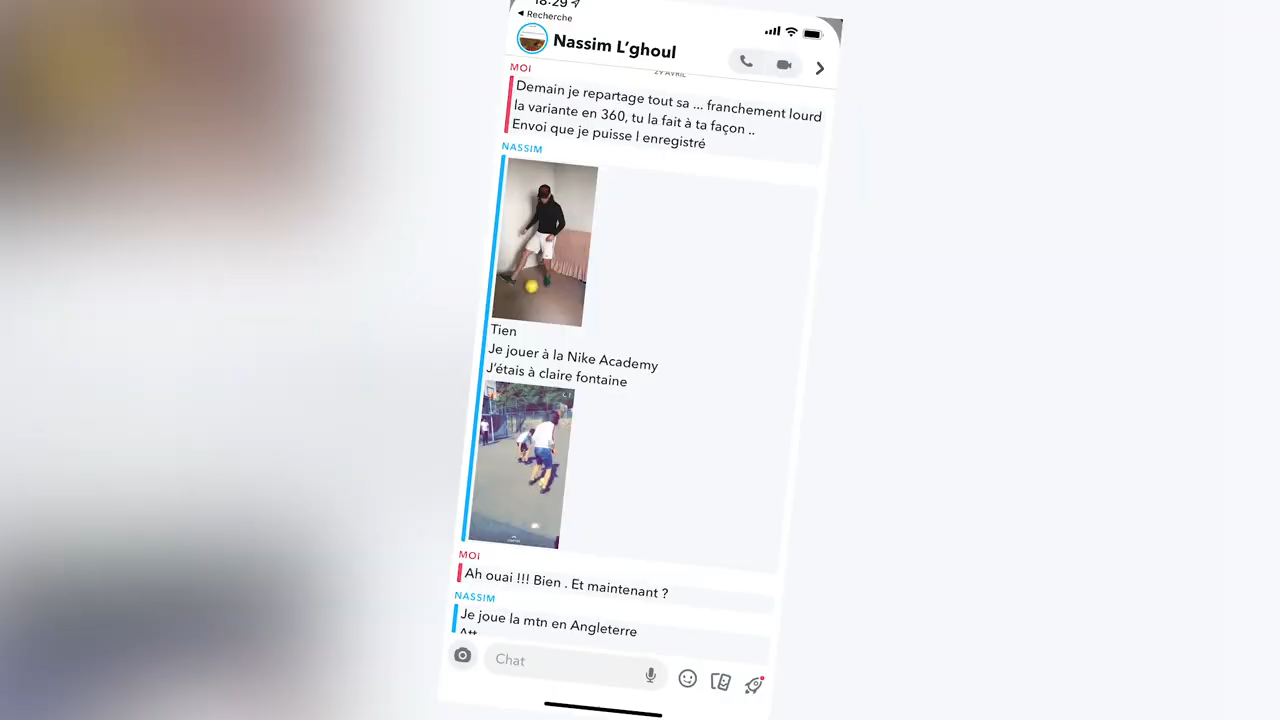 18:29
◄ Recherche
Nassim L'ghoul
29 AVRIL
MOI
Demain je repartage tout sa ... franchement lourd
la variante en 360, tu la fait à ta façon ..
Envoi que je puisse l enregistré
NASSIM
Tien
Je jouer à la Nike Academy
J'étais à claire fontaine
MOI
Ah ouai !!! Bien . Et maintenant ?
NASSIM
Je joue la mtn en Angleterre
Att
Chat